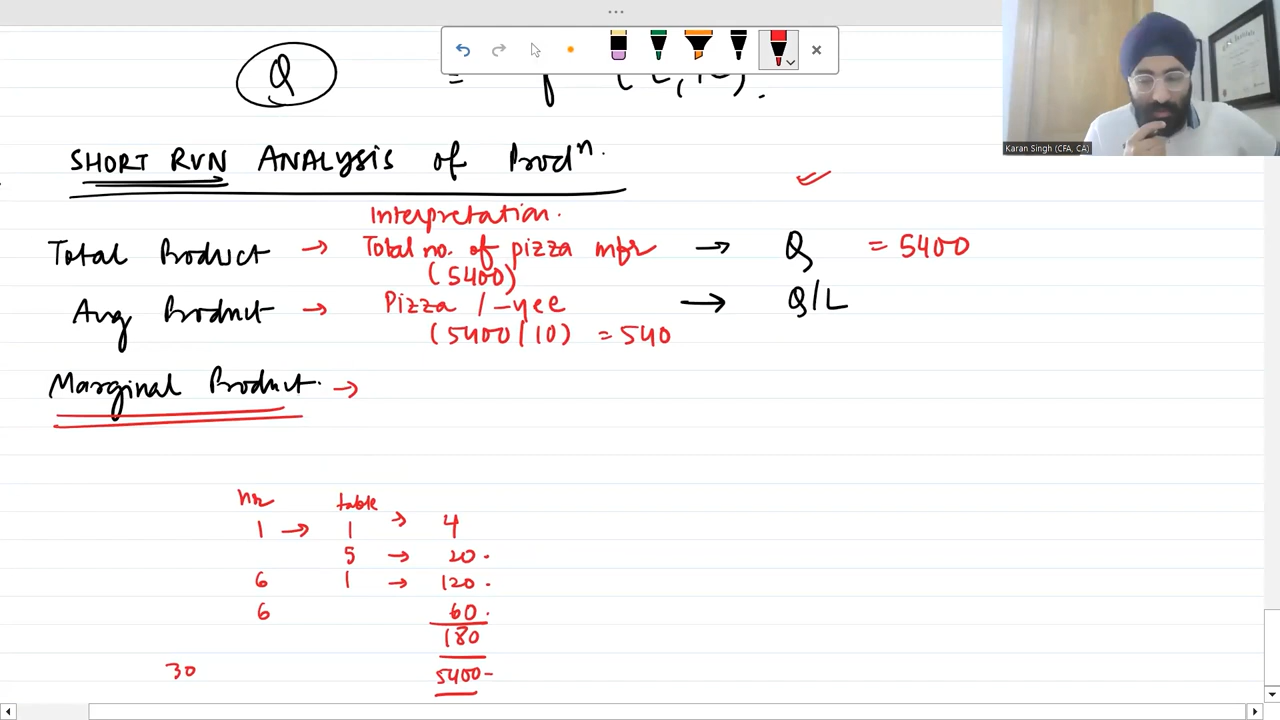 Q = f (L, K).
Karan Singh (CFA, CA)
SHORT RUN ANALYSIS of Prodⁿ.
Interpretation.
Total Product → Total no. of pizza mfr → Q = 5400
(5400)
Avg Product → Pizza / -yee → Q/L
(5400/10) = 540
Marginal Product. →
hr table
1 → 1 → 4
5 → 20.
6 1 → 120.
6 60.
180
30 5400-